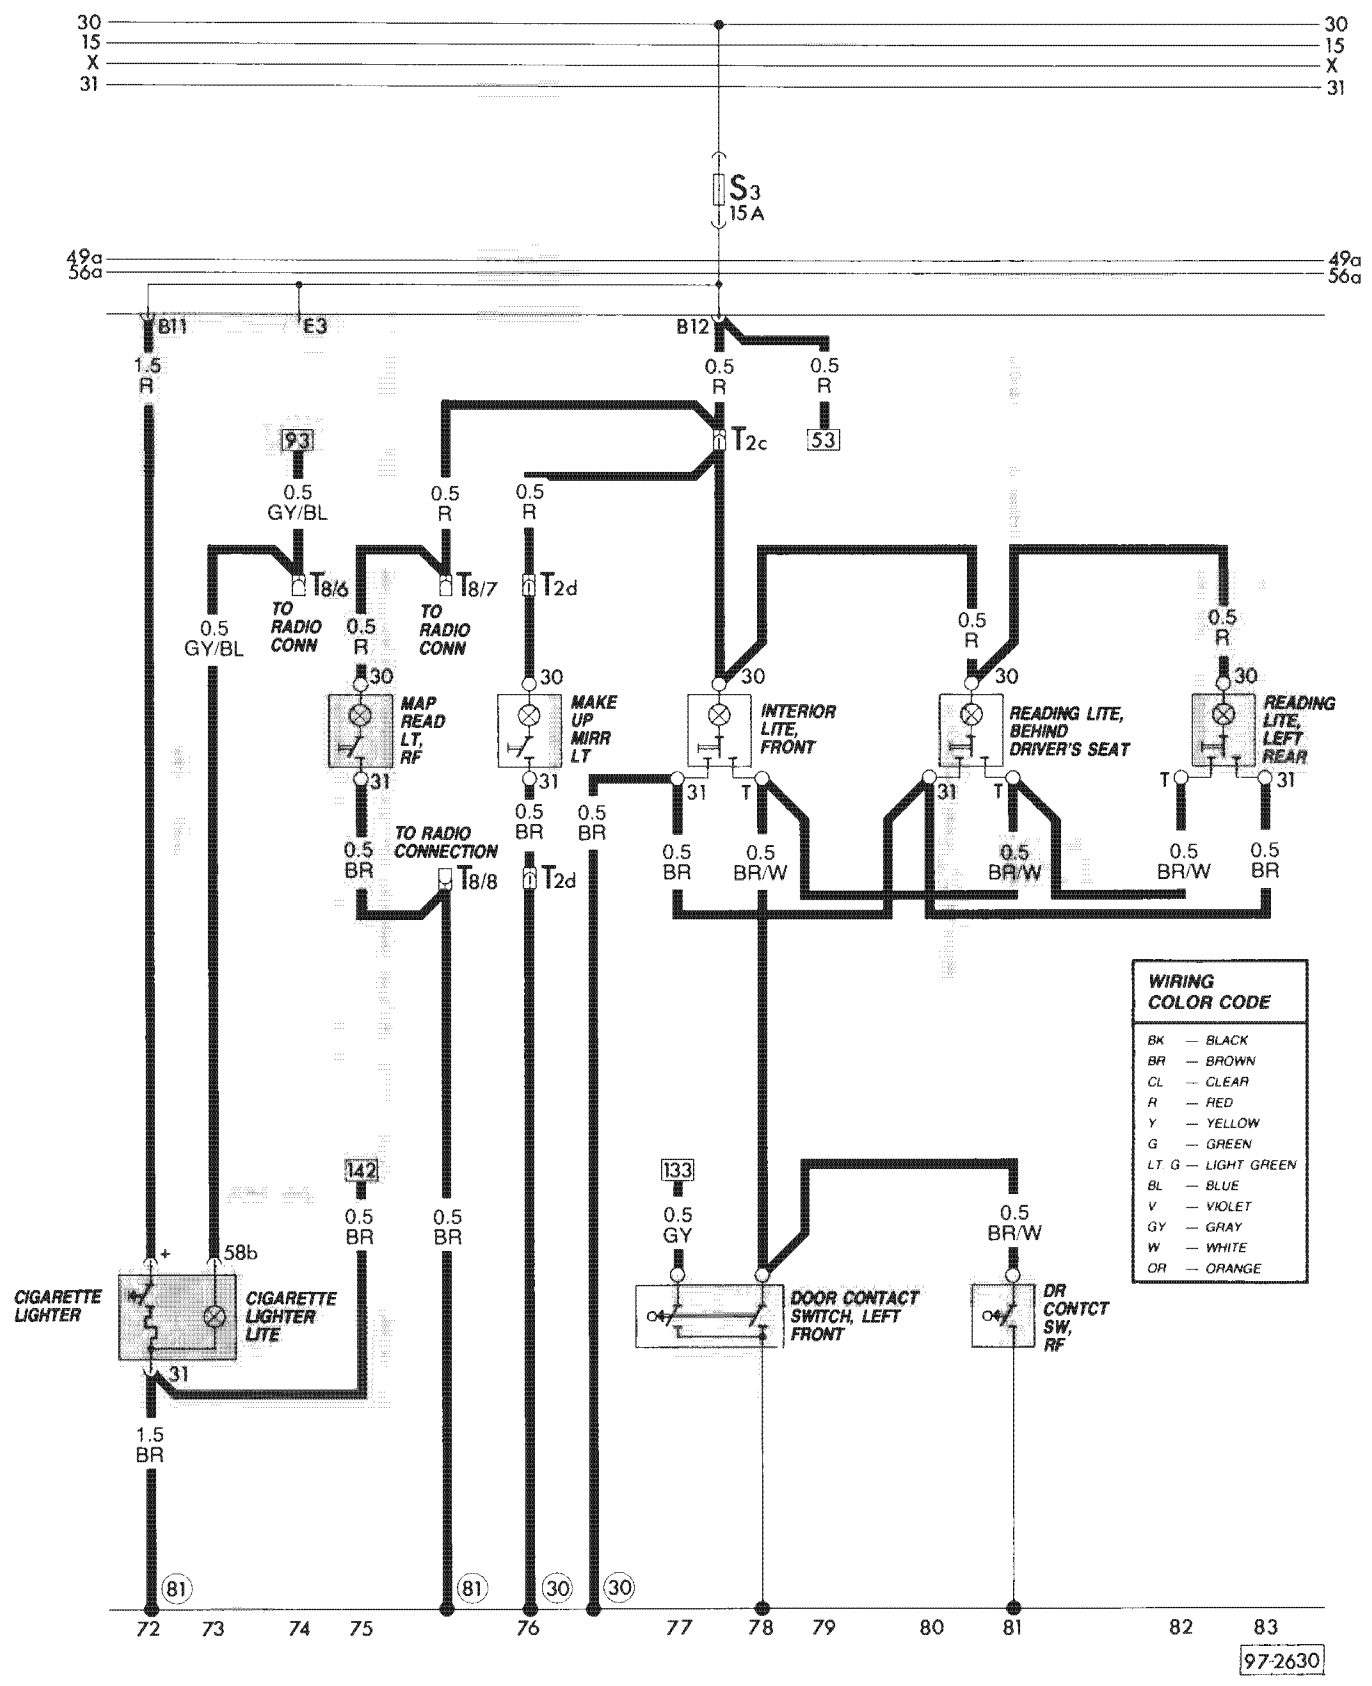 30 30
15 15
X X
31 31
S3
15A
49a 49a
56a 56a
B11 E3 B12
1.5 0.5 0.5
R R R
93 T2c 53
0.5 0.5 0.5
GY/BL R R
T8/6 T8/7 T2d
TO
RADIO
CONN
TO
RADIO
CONN
0.5
GY/BL
0.5
R
0.5
R
0.5
R
30 30 30 30 30
MAP
READ
LT,
RF
MAKE
UP
MIRR
LT
INTERIOR
LITE,
FRONT
READING LITE,
BEHIND
DRIVER'S SEAT
READING
LITE,
LEFT
REAR
31 31 31 T 31 T T 31
0.5
BR
0.5
BR
0.5
BR
0.5
BR
0.5
BR/W
0.5
BR/W
0.5
BR/W
0.5
BR
TO RADIO
CONNECTION
T8/8 T2d
WIRING
COLOR CODE
BK — BLACK
BR — BROWN
CL — CLEAR
R — RED
Y — YELLOW
G — GREEN
LT. G — LIGHT GREEN
BL — BLUE
V — VIOLET
GY — GRAY
W — WHITE
OR — ORANGE
142 133
0.5
BR
0.5
BR
0.5
GY
0.5
BR/W
+ 58b
CIGARETTE
LIGHTER
CIGARETTE
LIGHTER
LITE
DOOR CONTACT
SWITCH, LEFT
FRONT
DR
CONTCT
SW,
RF
31
1.5
BR
81 81 30 30
72 73 74 75 76 77 78 79 80 81 82 83
97-2630